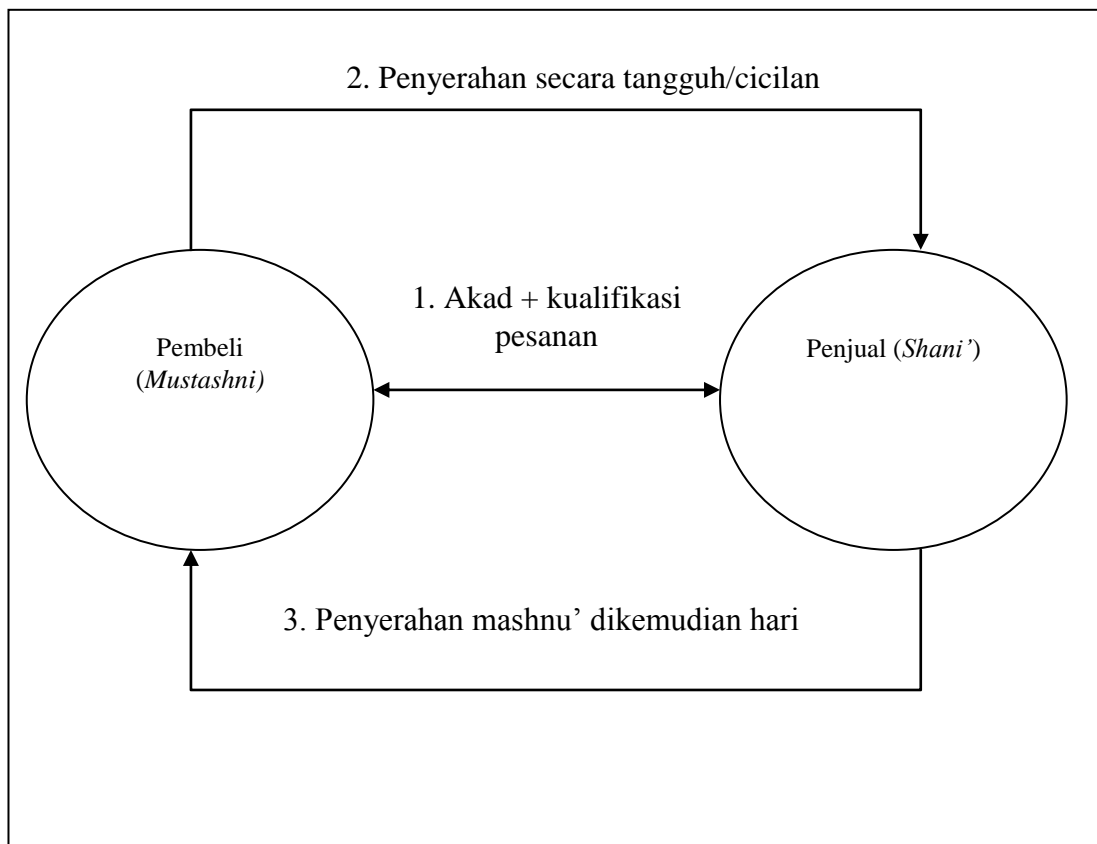 2. Penyerahan secara tangguh/cicilan
1. Akad + kualifikasi
pesanan
Pembeli
(Mustashni)
Penjual (Shani’)
3. Penyerahan mashnu’ dikemudian hari